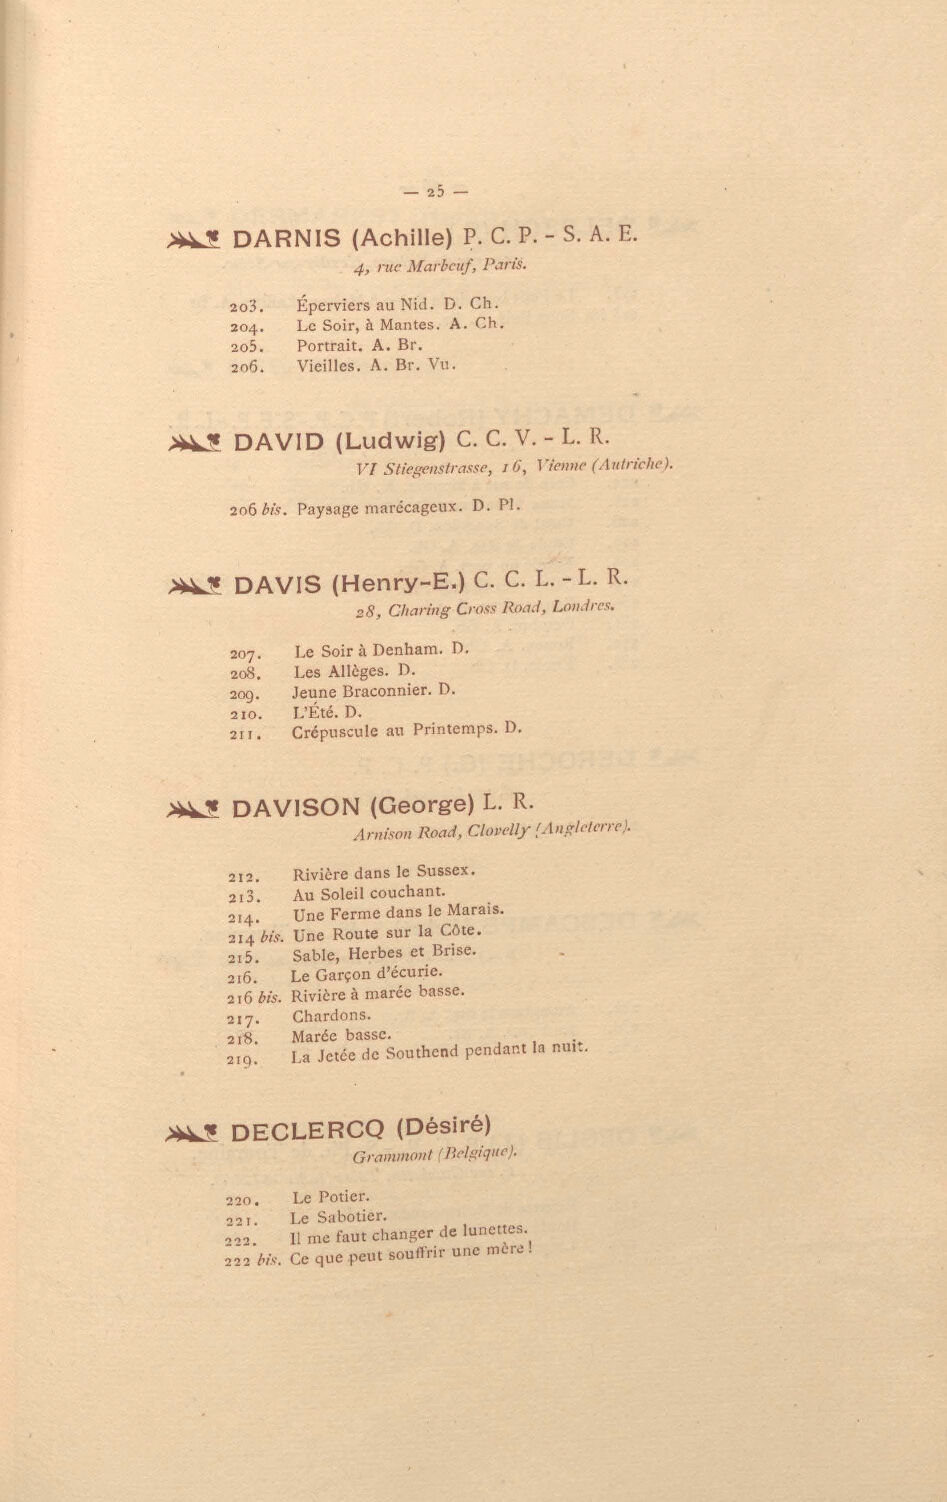 — 25 —
DARNIS (Achille) P. C. P. - S. A. E.
4, rue Marbeuf, Paris.
203. Éperviers au Nid. D. Ch.
204. Le Soir, à Mantes. A. Ch.
205. Portrait. A. Br.
206. Vieilles. A. Br. Vu.
DAVID (Ludwig) C. C. V. - L. R.
VI Stiegenstrasse, 16, Vienne (Autriche).
206 bis. Paysage marécageux. D. Pl.
DAVIS (Henry-E.) C. C. L. - L. R.
28, Charing Cross Road, Londres.
207. Le Soir à Denham. D.
208. Les Allèges. D.
209. Jeune Braconnier. D.
210. L'Été. D.
211. Crépuscule au Printemps. D.
DAVISON (George) L. R.
Arnison Road, Clovelly (Angleterre).
212. Rivière dans le Sussex.
213. Au Soleil couchant.
214. Une Ferme dans le Marais.
214 bis. Une Route sur la Côte.
215. Sable, Herbes et Brise.
216. Le Garçon d'écurie.
216 bis. Rivière à marée basse.
217. Chardons.
218. Marée basse.
219. La Jetée de Southend pendant la nuit.
DECLERCQ (Désiré)
Grammont (Belgique).
220. Le Potier.
221. Le Sabotier.
222. Il me faut changer de lunettes.
222 bis. Ce que peut souffrir une mère !